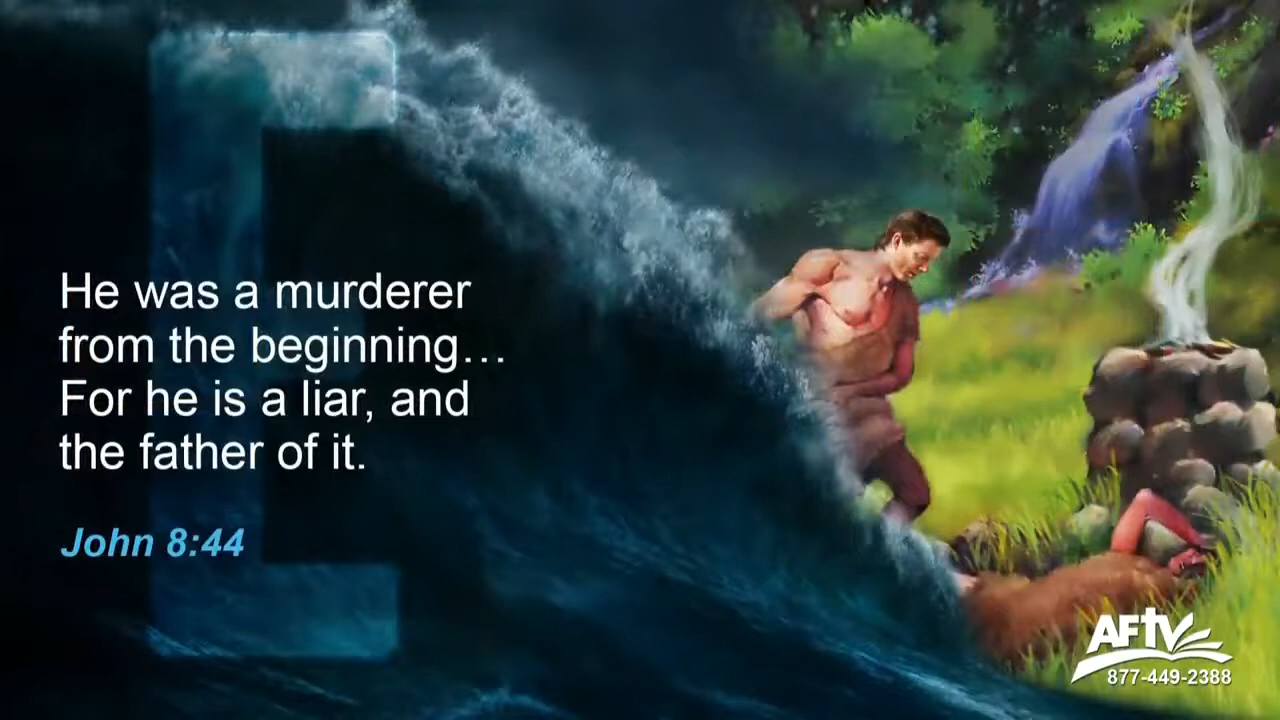 He was a murderer
from the beginning…
For he is a liar, and
the father of it.
John 8:44
AFtv
877-449-2388